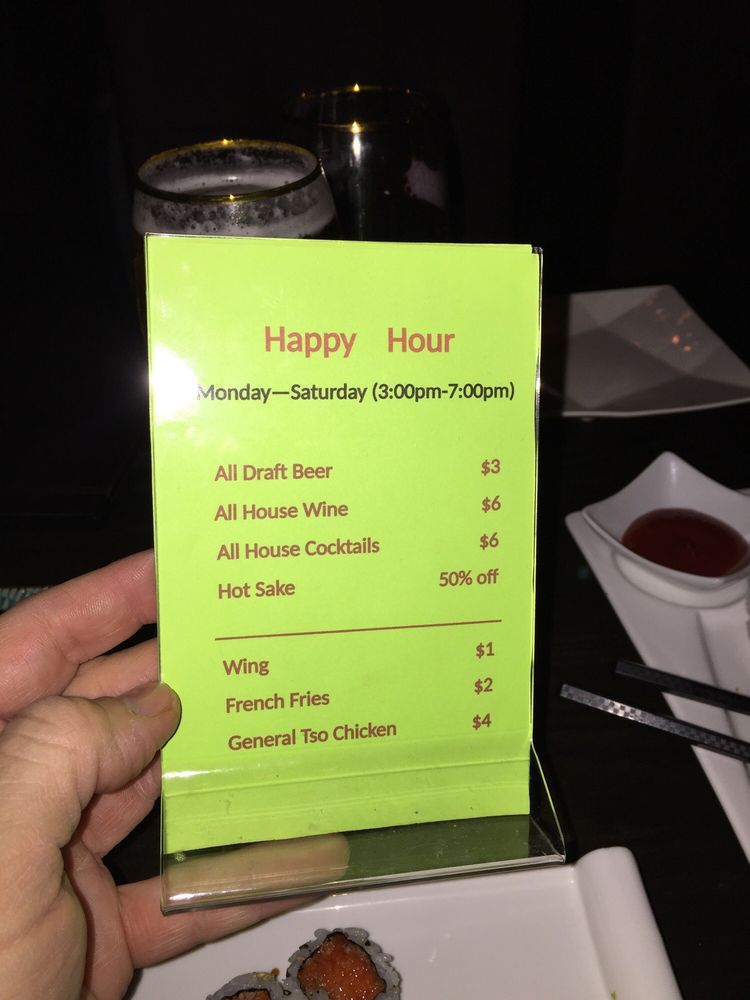 Happy Hour
Monday—Saturday (3:00pm-7:00pm)
All Draft Beer $3
All House Wine $6
All House Cocktails $6
Hot Sake 50% off
Wing $1
French Fries $2
General Tso Chicken $4